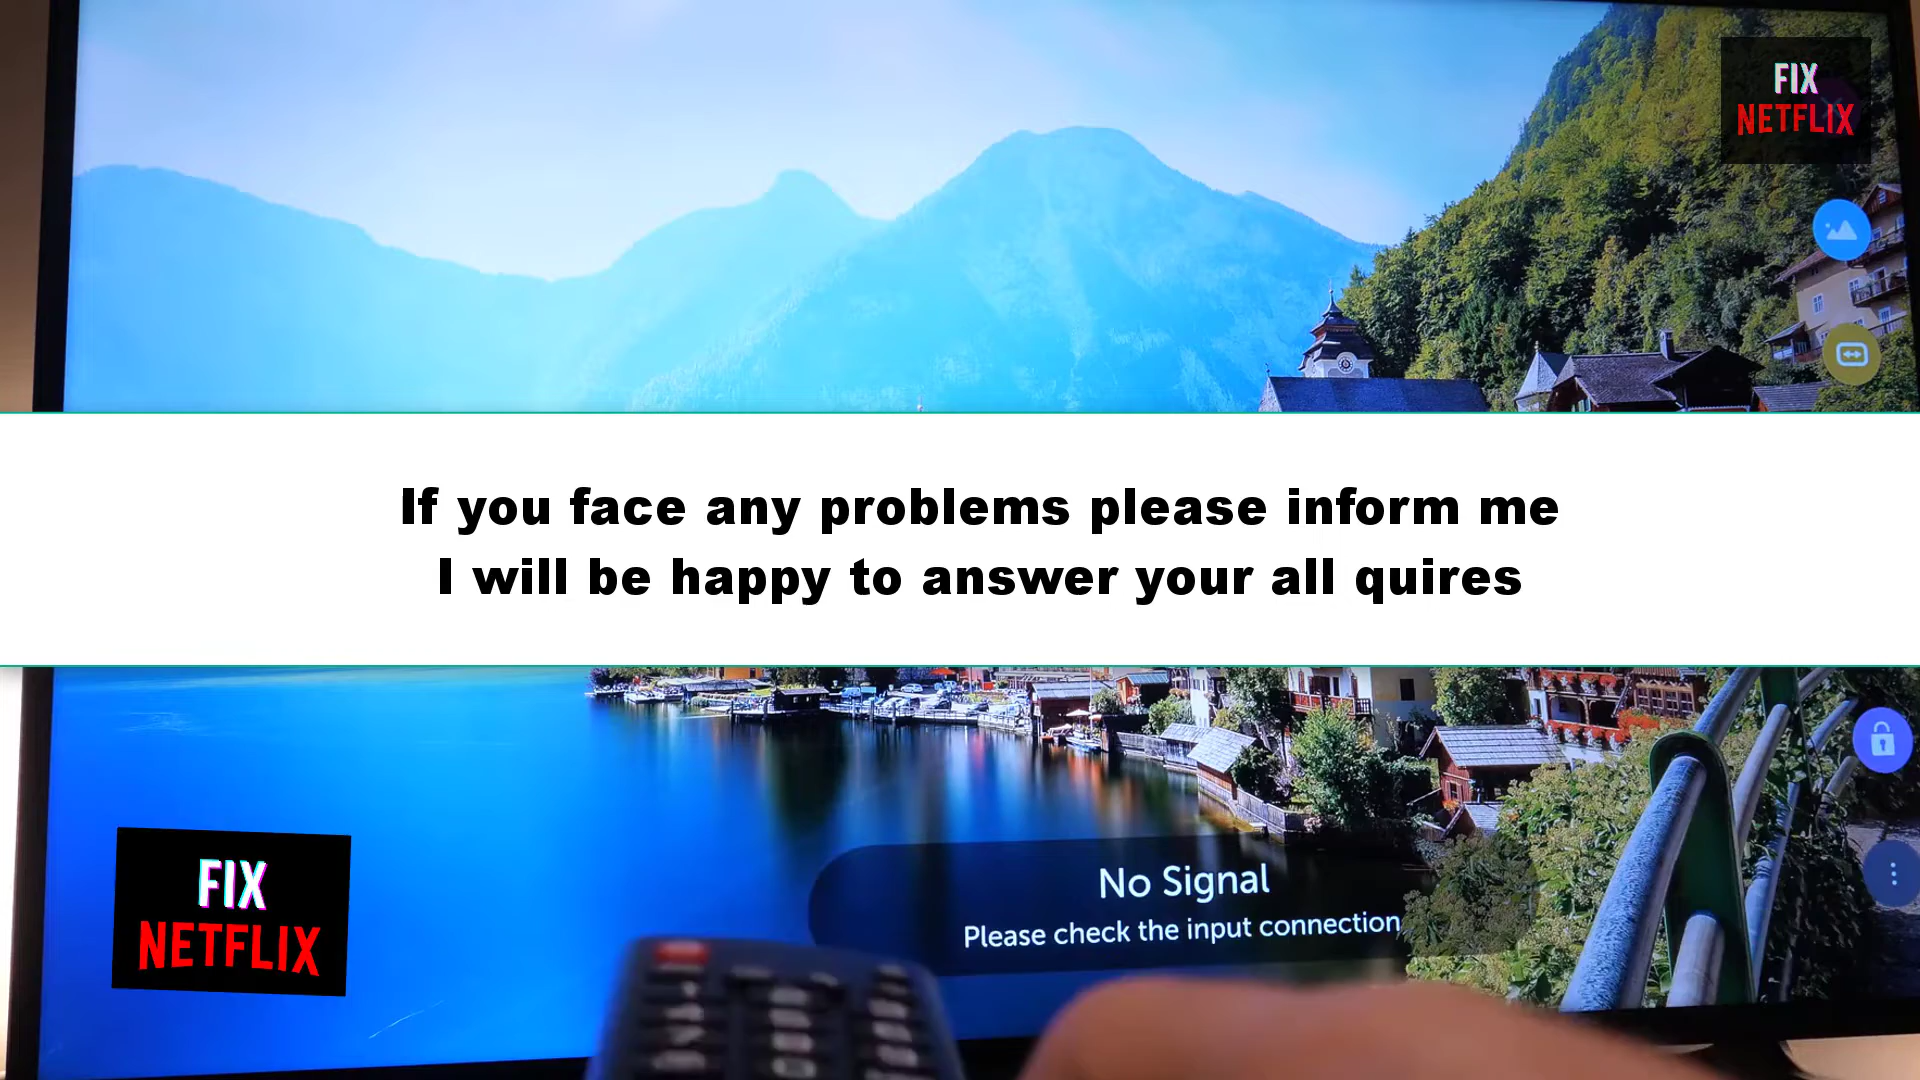 FIX
NETFLIX
If you face any problems please inform me
I will be happy to answer your all quires
FIX
NETFLIX
No Signal
Please check the input connection